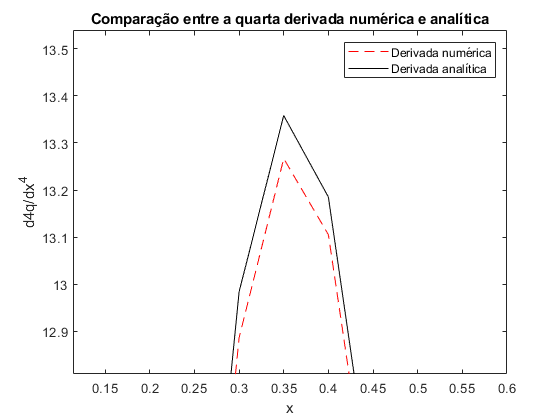 Comparação entre a quarta derivada numérica e analítica
Derivada numérica
Derivada analítica
d4q/dx⁴
13.5
13.4
13.3
13.2
13.1
13
12.9
0.15 0.2 0.25 0.3 0.35 0.4 0.45 0.5 0.55 0.6
x